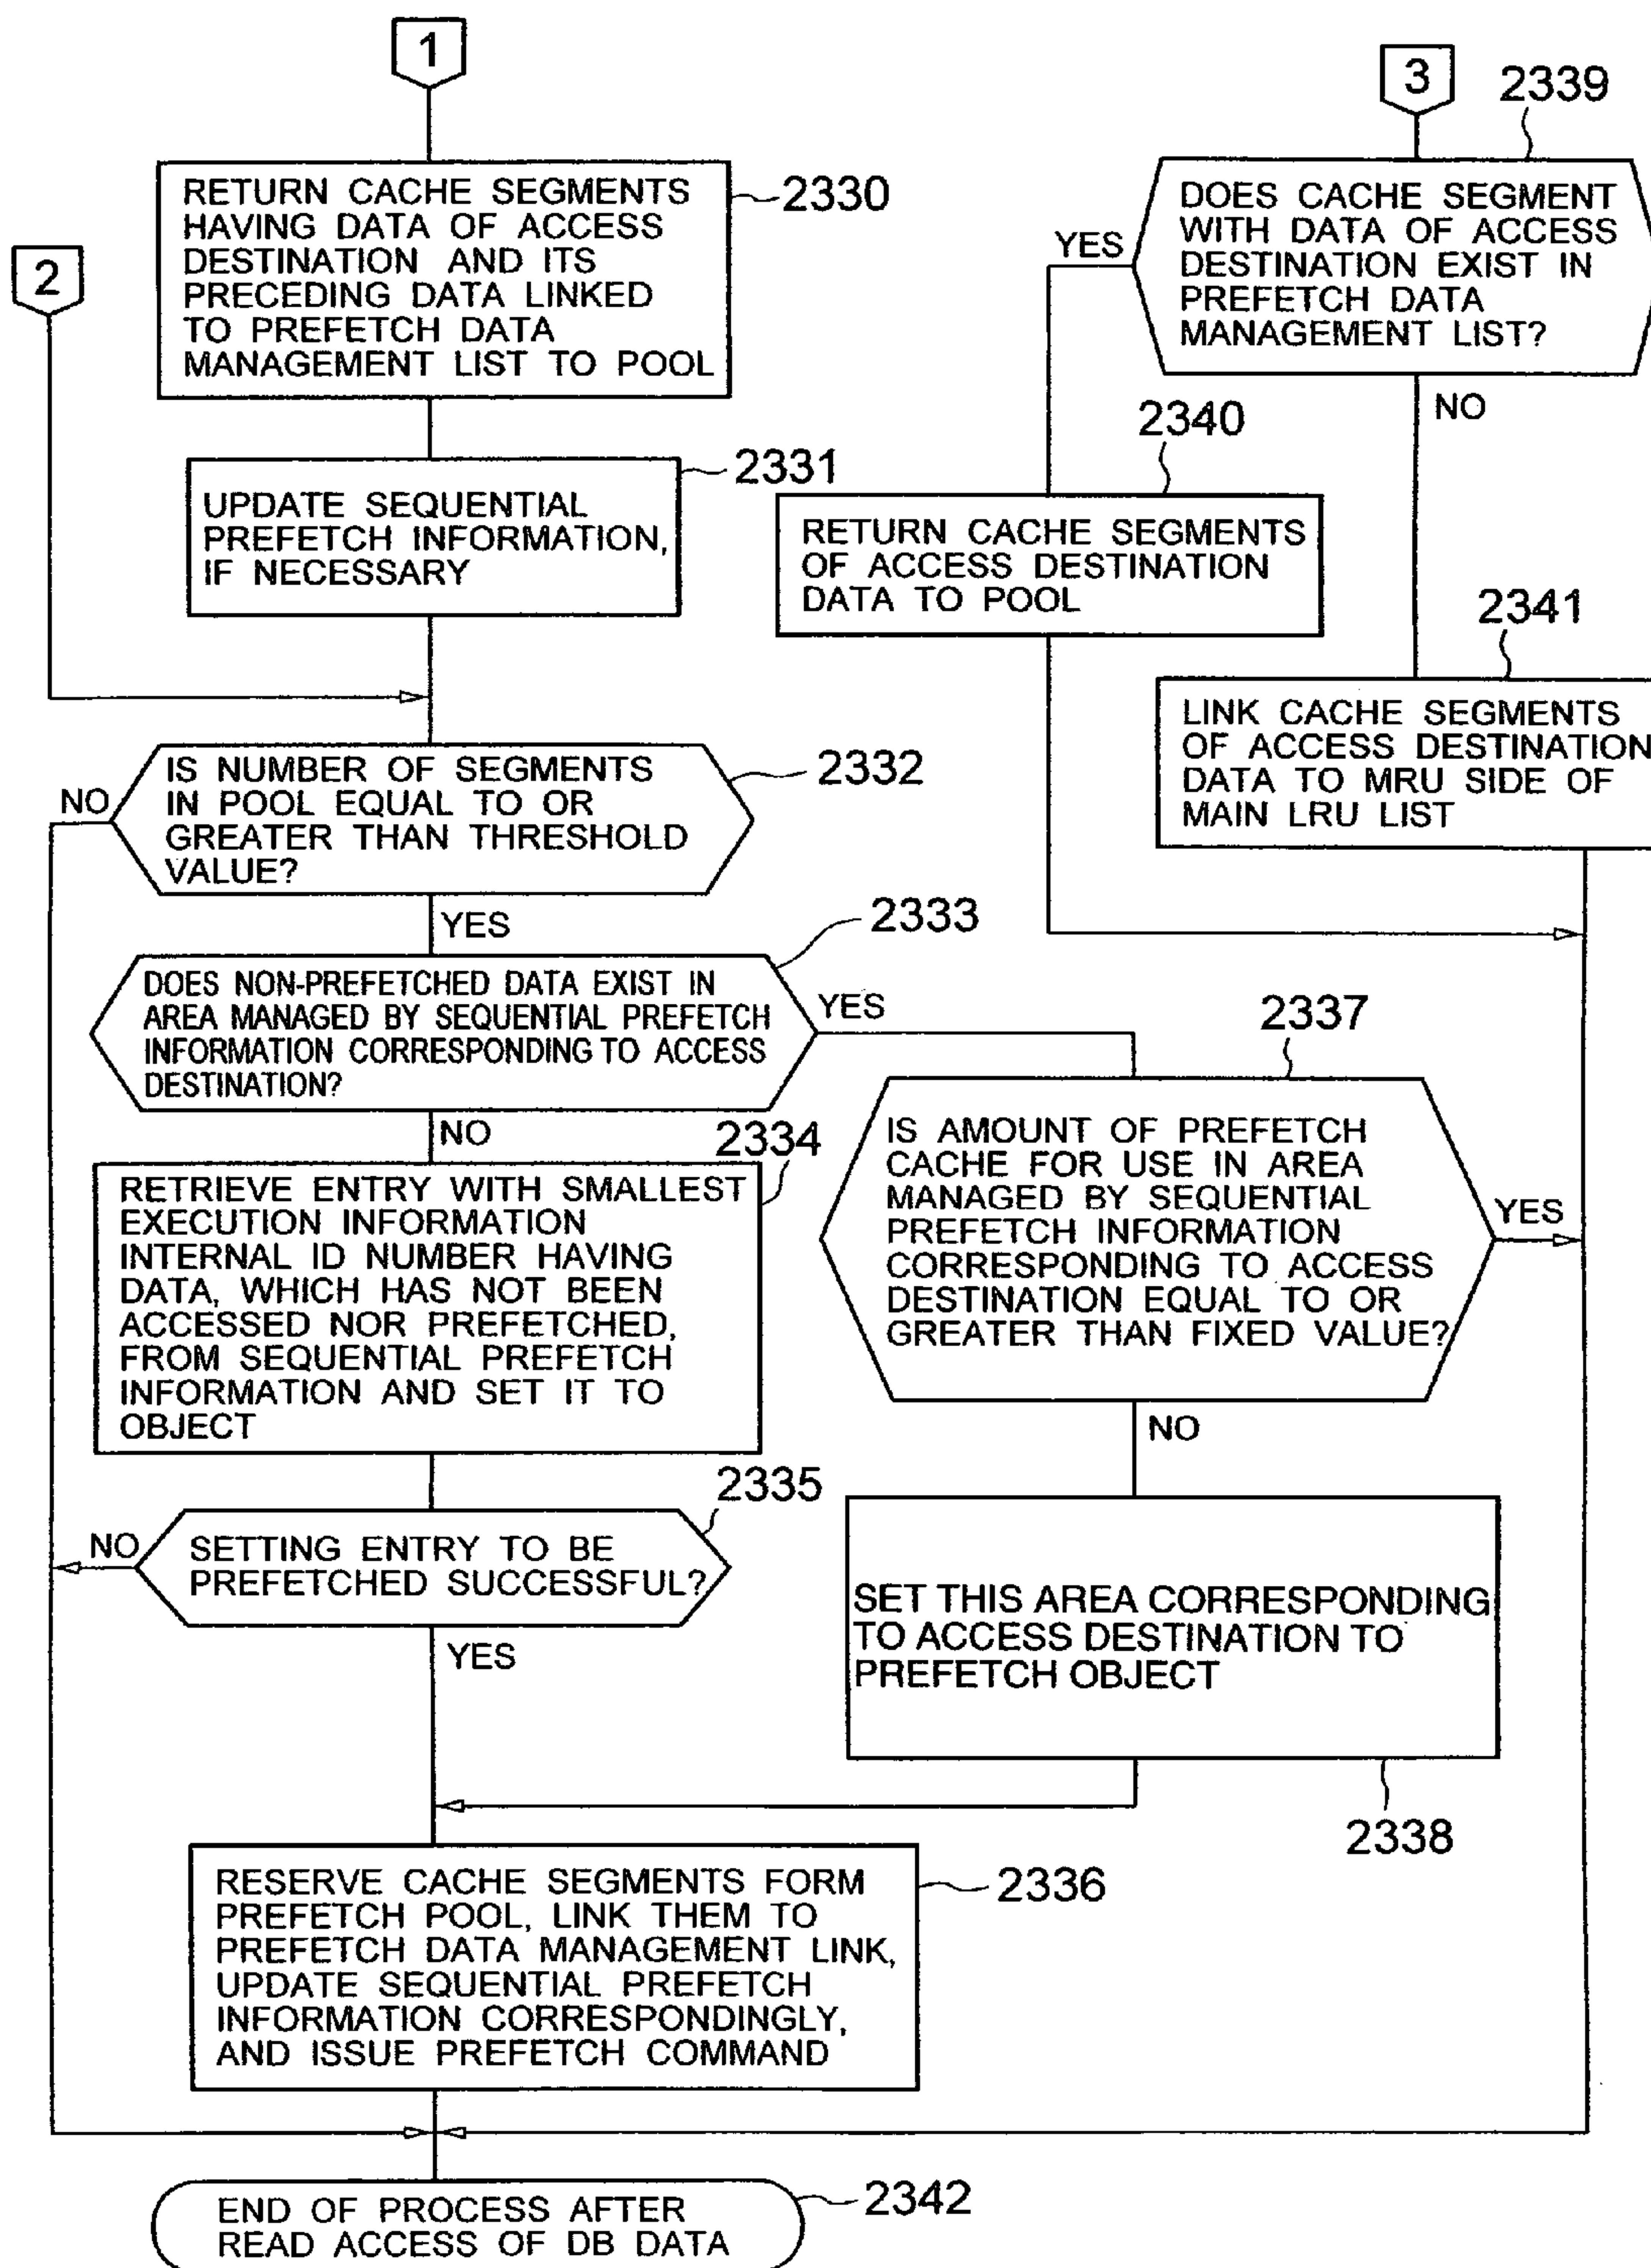 1
RETURN CACHE SEGMENTS
HAVING DATA OF ACCESS
DESTINATION AND ITS
PRECEDING DATA LINKED
TO PREFETCH DATA
MANAGEMENT LIST TO POOL
2330
2
UPDATE SEQUENTIAL
PREFETCH INFORMATION,
IF NECESSARY
2331
IS NUMBER OF SEGMENTS
IN POOL EQUAL TO OR
GREATER THAN THRESHOLD
VALUE?
2332
NO
YES
DOES NON-PREFETCHED DATA EXIST IN
AREA MANAGED BY SEQUENTIAL PREFETCH
INFORMATION CORRESPONDING TO ACCESS
DESTINATION?
2333
YES
NO
2334
RETRIEVE ENTRY WITH SMALLEST
EXECUTION INFORMATION
INTERNAL ID NUMBER HAVING
DATA, WHICH HAS NOT BEEN
ACCESSED NOR PREFETCHED,
FROM SEQUENTIAL PREFETCH
INFORMATION AND SET IT TO
OBJECT
2335
NO
SETTING ENTRY TO BE
PREFETCHED SUCCESSFUL?
YES
RESERVE CACHE SEGMENTS FORM
PREFETCH POOL, LINK THEM TO
PREFETCH DATA MANAGEMENT LINK,
UPDATE SEQUENTIAL PREFETCH
INFORMATION CORRESPONDINGLY,
AND ISSUE PREFETCH COMMAND
2336
3
2339
DOES CACHE SEGMENT
WITH DATA OF ACCESS
DESTINATION EXIST IN
PREFETCH DATA
MANAGEMENT LIST?
YES
NO
2340
RETURN CACHE SEGMENTS
OF ACCESS DESTINATION
DATA TO POOL
2341
LINK CACHE SEGMENTS
OF ACCESS DESTINATION
DATA TO MRU SIDE OF
MAIN LRU LIST
2337
IS AMOUNT OF PREFETCH
CACHE FOR USE IN AREA
MANAGED BY SEQUENTIAL
PREFETCH INFORMATION
CORRESPONDING TO ACCESS
DESTINATION EQUAL TO OR
GREATER THAN FIXED VALUE?
YES
NO
SET THIS AREA CORRESPONDING
TO ACCESS DESTINATION TO
PREFETCH OBJECT
2338
END OF PROCESS AFTER
READ ACCESS OF DB DATA
2342